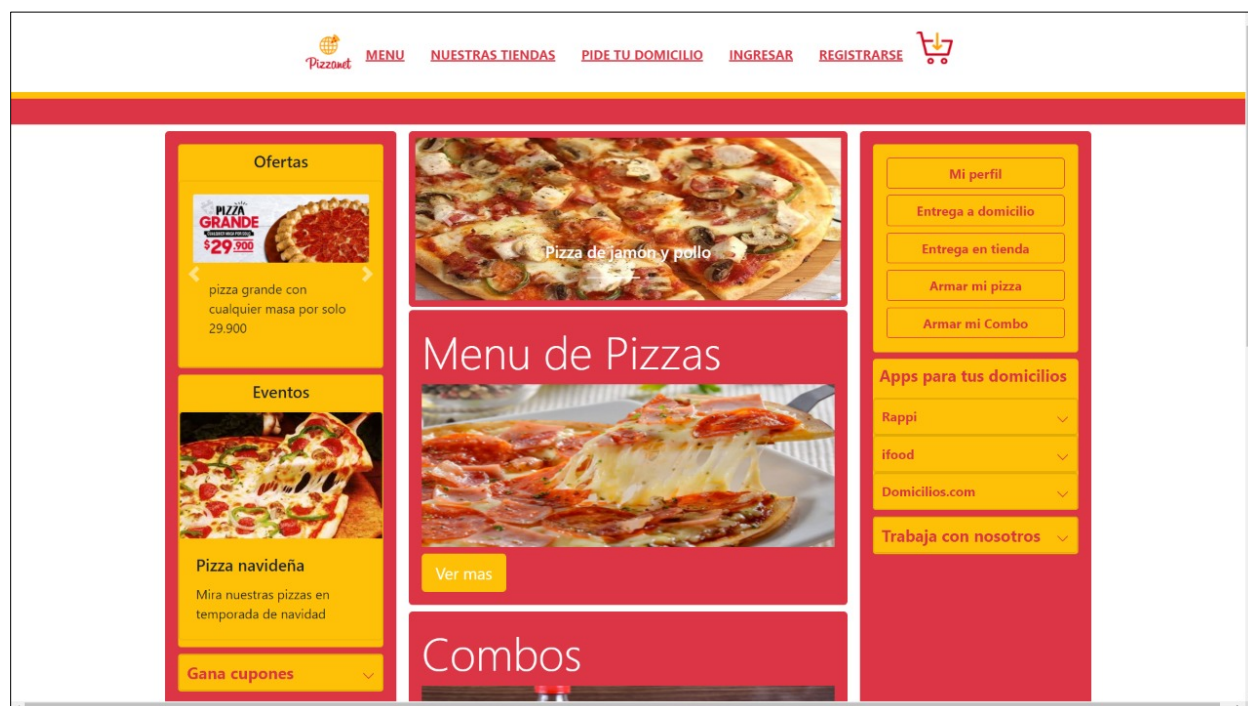 Pizzanet
MENU
NUESTRAS TIENDAS
PIDE TU DOMICILIO
INGRESAR
REGISTRARSE
Ofertas
PIZZA
GRANDE
$29.900
pizza grande con
cualquier masa por solo
29.900
Eventos
Pizza navideña
Mira nuestras pizzas en
temporada de navidad
Gana cupones
Pizza de jamón y pollo
Menu de Pizzas
Ver mas
Combos
Mi perfil
Entrega a domicilio
Entrega en tienda
Armar mi pizza
Armar mi Combo
Apps para tus domicilios
Rappi
ifood
Domicilios.com
Trabaja con nosotros